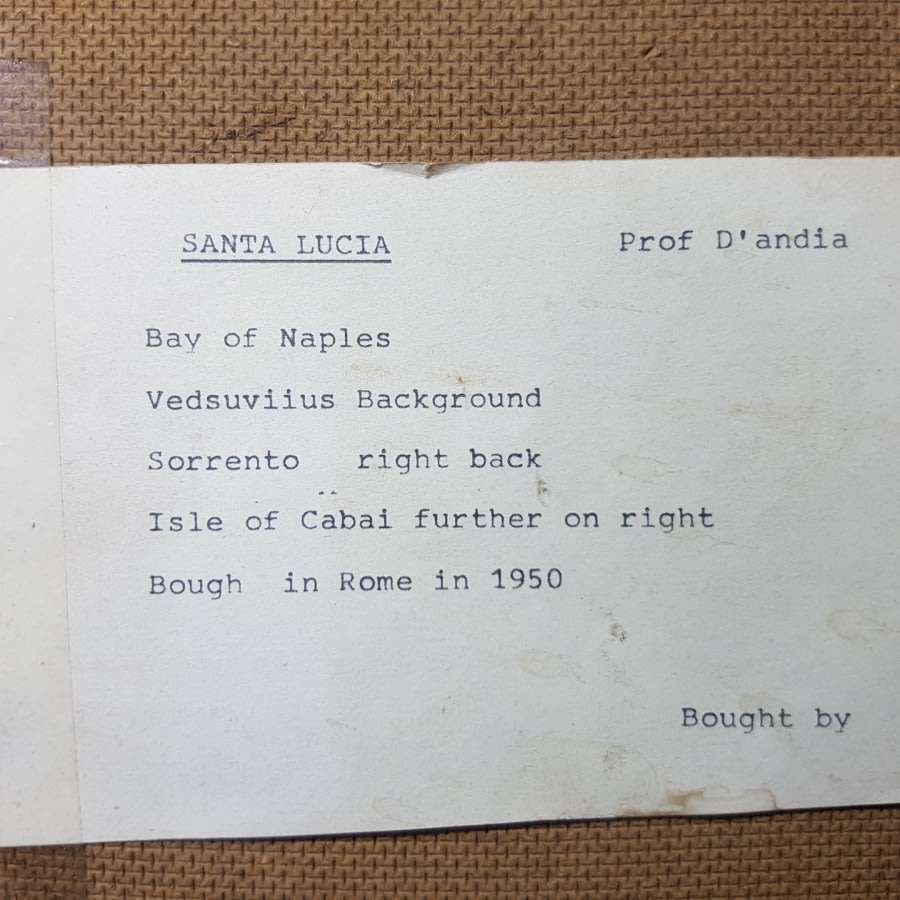 SANTA LUCIA Prof D'andia
Bay of Naples
Vedsuviius Background
Sorrento right back
Isle of Cabai further on right
Bough in Rome in 1950
Bought by